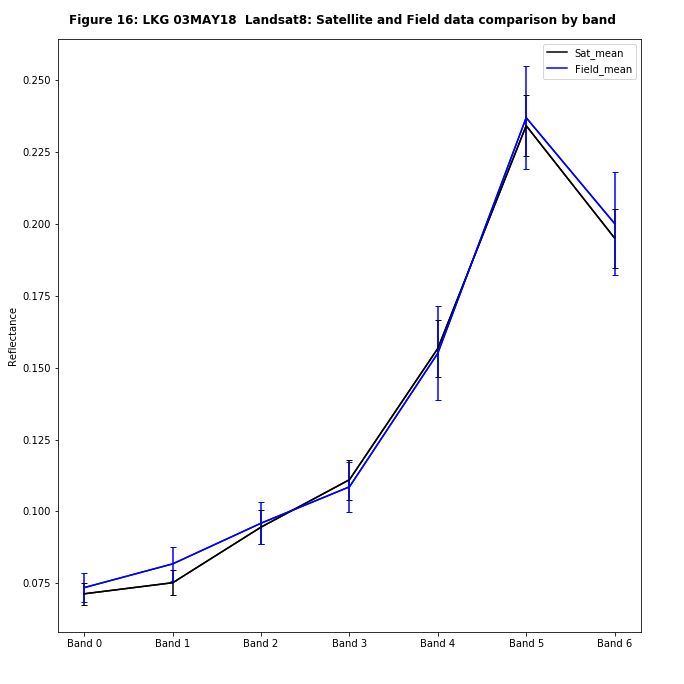 Figure 16: LKG 03MAY18  Landsat8: Satellite and Field data comparison by band
Sat_mean
Field_mean
0.250
0.225
0.200
0.175
0.150
0.125
0.100
0.075
Reflectance
Band 0 Band 1 Band 2 Band 3 Band 4 Band 5 Band 6